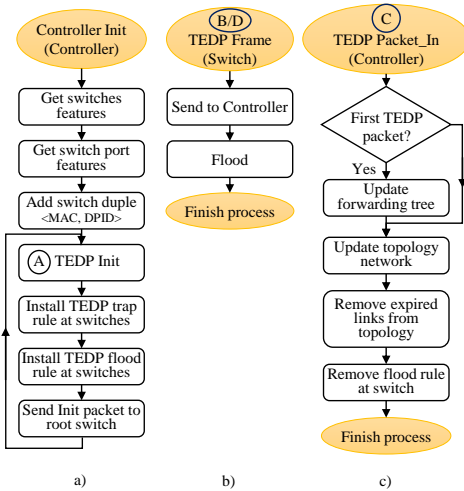 Controller Init
(Controller)
Get switches
features
Get switch port
features
Add switch duple
<MAC, DPID>
A TEDP Init
Install TEDP trap
rule at switches
Install TEDP flood
rule at switches
Send Init packet to
root switch
a)
B/D
TEDP Frame
(Switch)
Send to Controller
Flood
Finish process
b)
C
TEDP Packet_In
(Controller)
First TEDP
packet?
Yes
Update
forwarding tree
Update topology
network
Remove expired
links from
topology
Remove flood rule
at switch
Finish process
c)